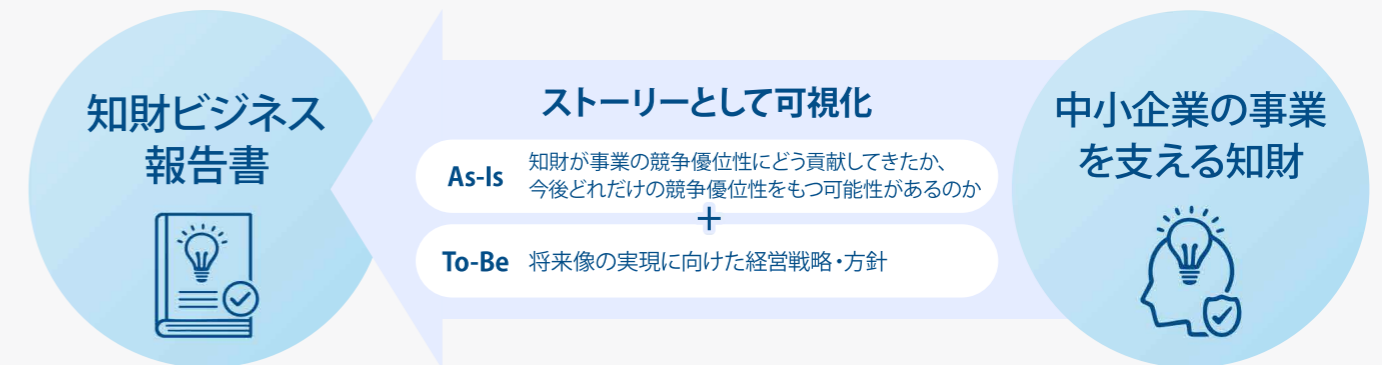 知財ビジネス
報告書
ストーリーとして可視化
As-Is
知財が事業の競争優位性にどう貢献してきたか、
今後どれだけの競争優位性をもつ可能性があるのか
+
To-Be
将来像の実現に向けた経営戦略・方針
中小企業の事業
を支える知財